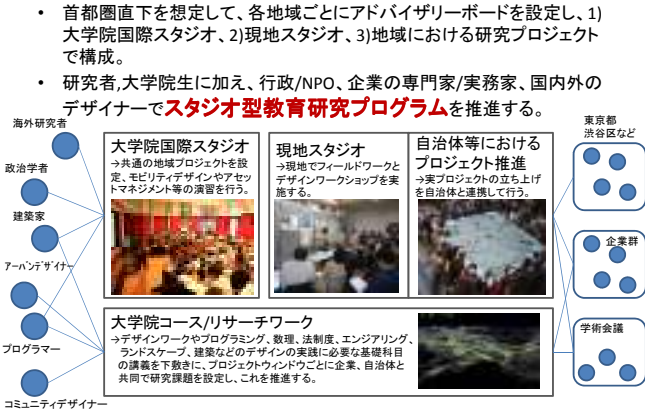 • 首都圏直下を想定して、各地域ごとにアドバイザリーボードを設定し、1)
大学院国際スタジオ、2)現地スタジオ、3)地域における研究プロジェクト
で構成。
• 研究者,大学院生に加え、行政/NPO、企業の専門家/実務家、国内外の
デザイナーでスタジオ型教育研究プログラムを推進する。
海外研究者
政治学者
建築家
アーバンデザイナー
プログラマー
コミュニティデザイナー
大学院国際スタジオ
→共通の地域プロジェクトを設
定、モビリティデザインやアセッ
トマネジメント等の演習を行う。
現地スタジオ
→現地でフィールドワークと
デザインワークショップを実
施する。
自治体等における
プロジェクト推進
→実プロジェクトの立ち上げ
を自治体と連携して行う。
大学院コース/リサーチワーク
→デザインワークやプログラミング、数理、法制度、エンジアリング、
ランドスケープ、建築などのデザインの実践に必要な基礎科目
の講義を下敷きに、プロジェクトウィンドウごとに企業、自治体と
共同で研究課題を設定し、これを推進する。
東京都
渋谷区など
企業群
学術会議